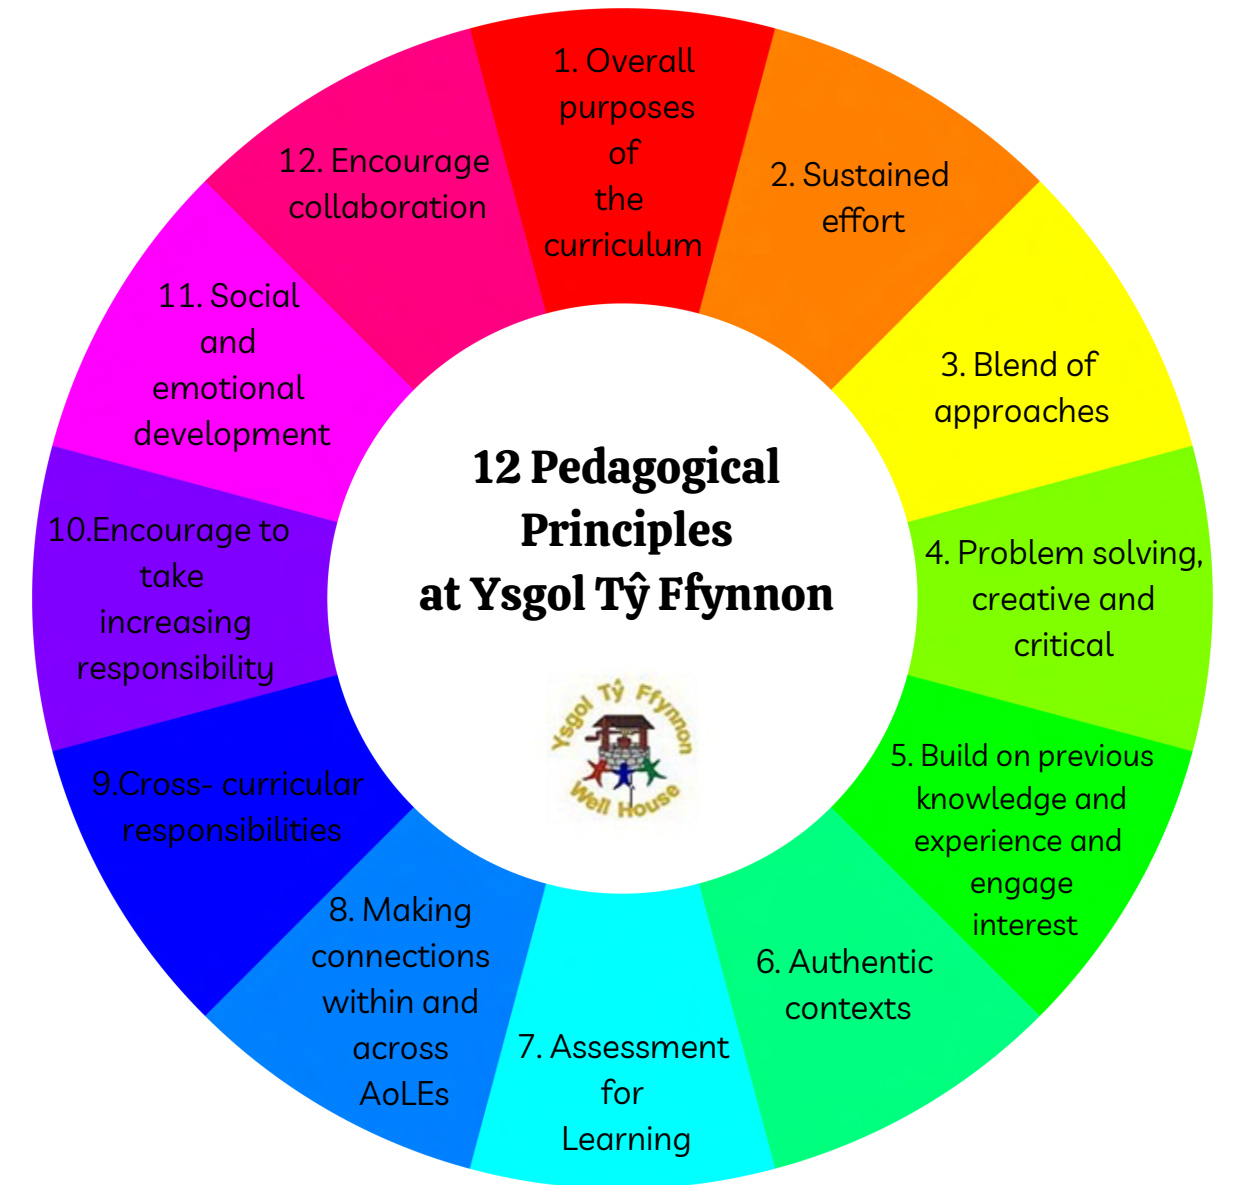 1. Overall
purposes
of
the
curriculum
2. Sustained
effort
3. Blend of
approaches
4. Problem solving,
creative and
critical
5. Build on previous
knowledge and
experience and
engage
interest
6. Authentic
contexts
7. Assessment
for
Learning
8. Making
connections
within and
across
AoLEs
9.Cross- curricular
responsibilities
10.Encourage to
take
increasing
responsibility
11. Social
and
emotional
development
12. Encourage
collaboration
12 Pedagogical
Principles
at Ysgol Tŷ Ffynnon
Ysgol Tŷ Ffynnon
Well House